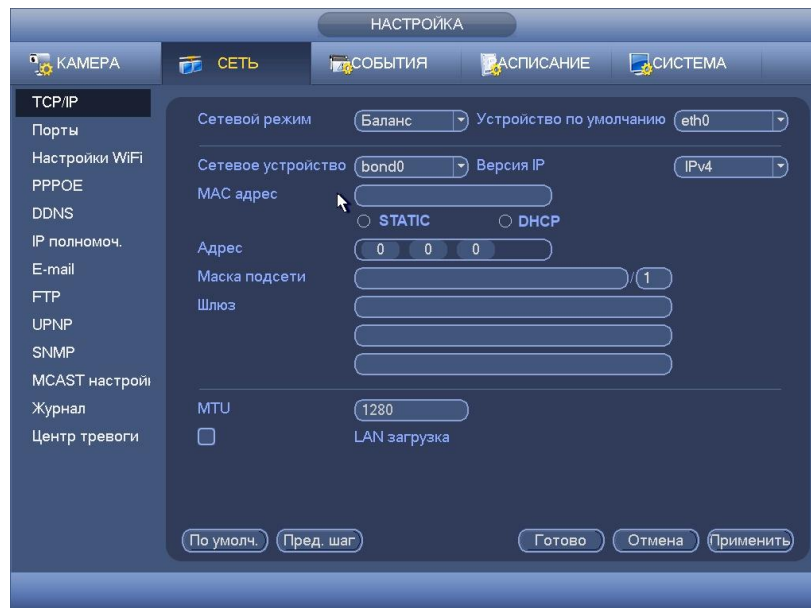 НАСТРОЙКА
КАМЕРА СЕТЬ СОБЫТИЯ АСПИСАНИЕ СИСТЕМА
TCP/IP
Порты
Настройки WiFi
PPPOE
DDNS
IP полномоч.
E-mail
FTP
UPNP
SNMP
MCAST настрой
Журнал
Центр тревоги
Сетевой режим Баланс Устройство по умолчанию eth0
Сетевое устройство bond0 Версия IP IPv4
MAC адрес
STATIC DHCP
Адрес 0 0 0
Маска подсети / 1
Шлюз
MTU 1280
LAN загрузка
По умолч. Пред. шаг Готово Отмена Применить